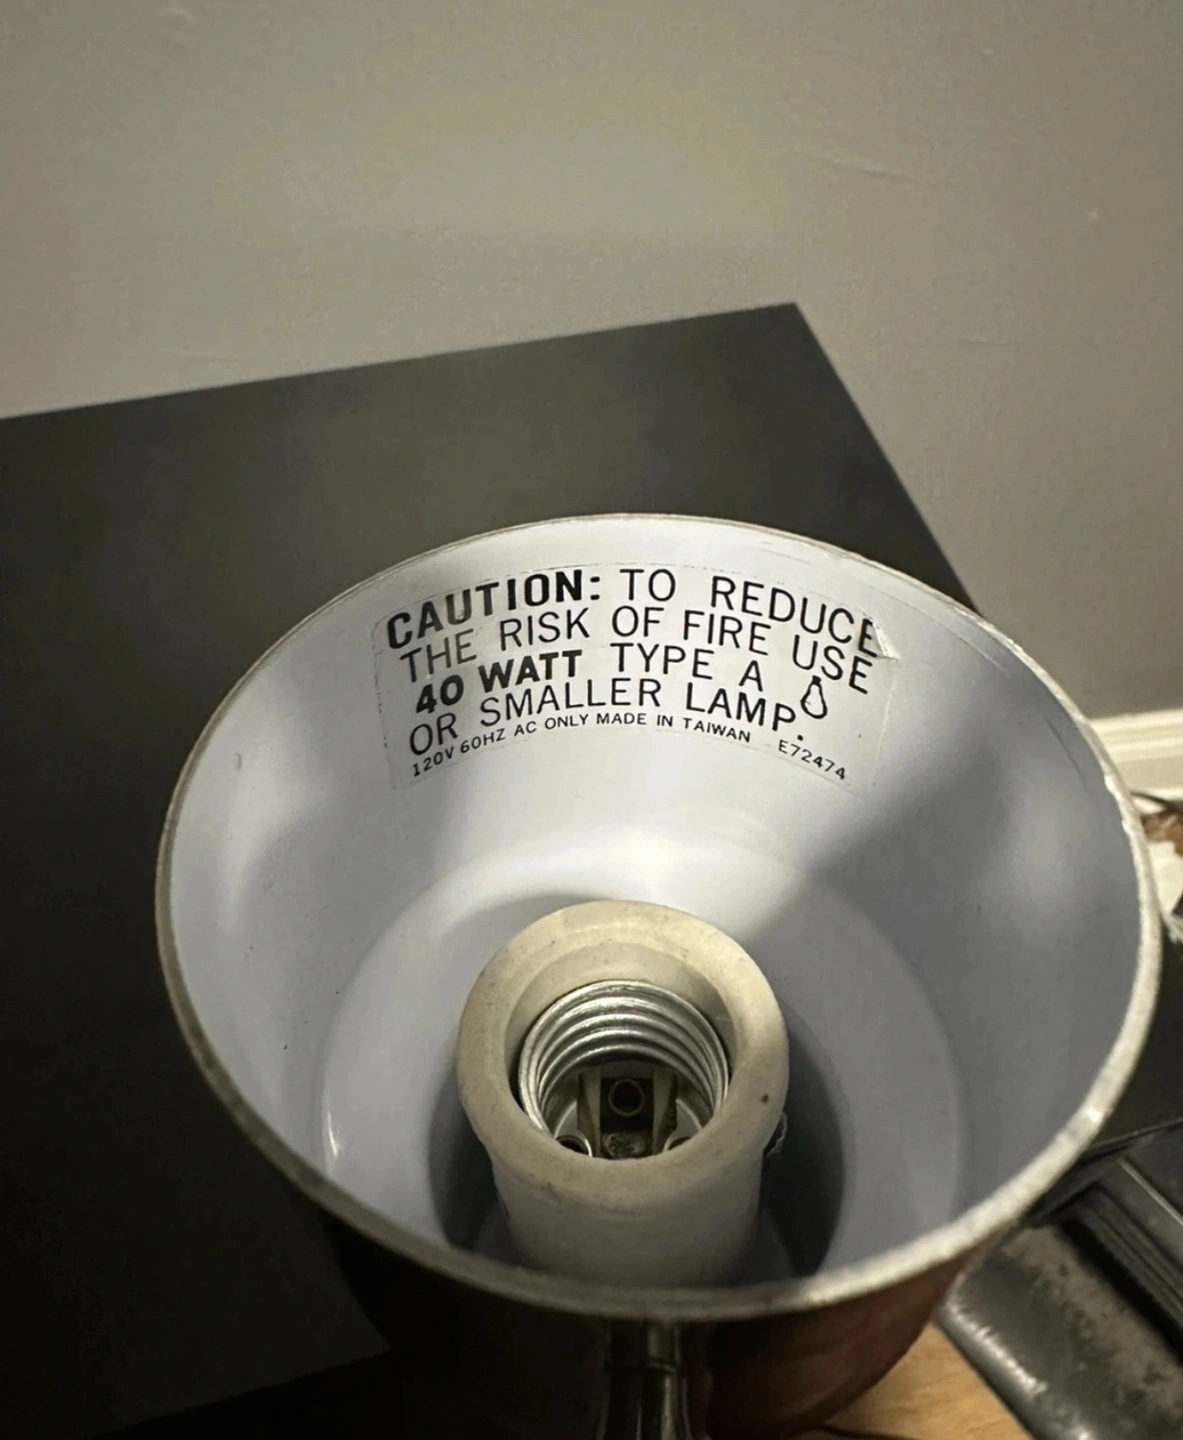 CAUTION: TO REDUCE
THE RISK OF FIRE USE
40 WATT TYPE A
OR SMALLER LAMP.
120V 60HZ AC ONLY MADE IN TAIWAN E72474